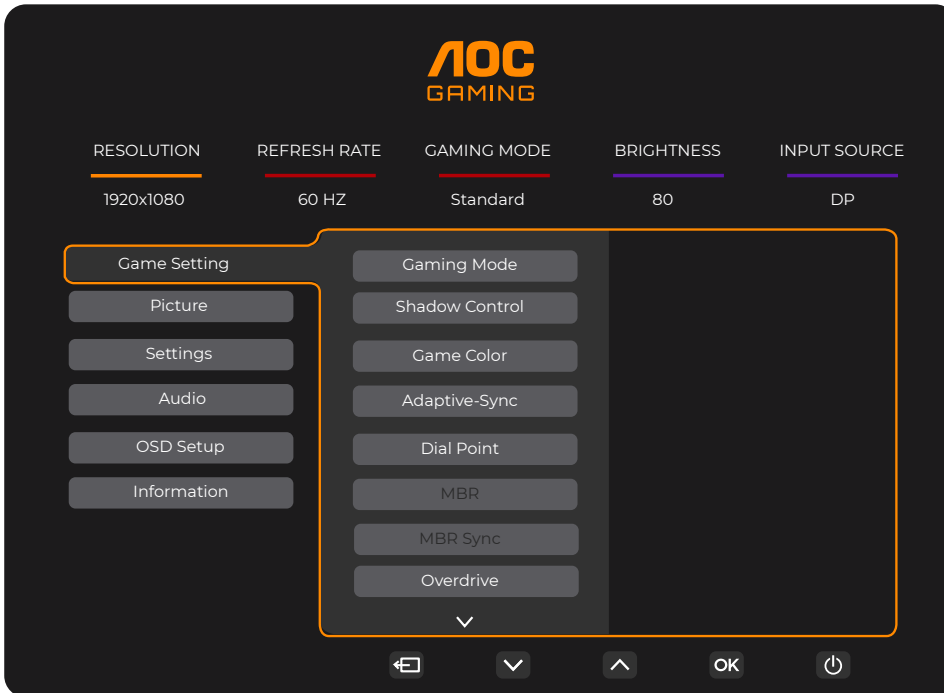 AOC
GAMING
RESOLUTION REFRESH RATE GAMING MODE BRIGHTNESS INPUT SOURCE
1920x1080 60 HZ Standard 80 DP
Game Setting
Picture
Settings
Audio
OSD Setup
Information
Gaming Mode
Shadow Control
Game Color
Adaptive-Sync
Dial Point
MBR
MBR Sync
Overdrive
OK